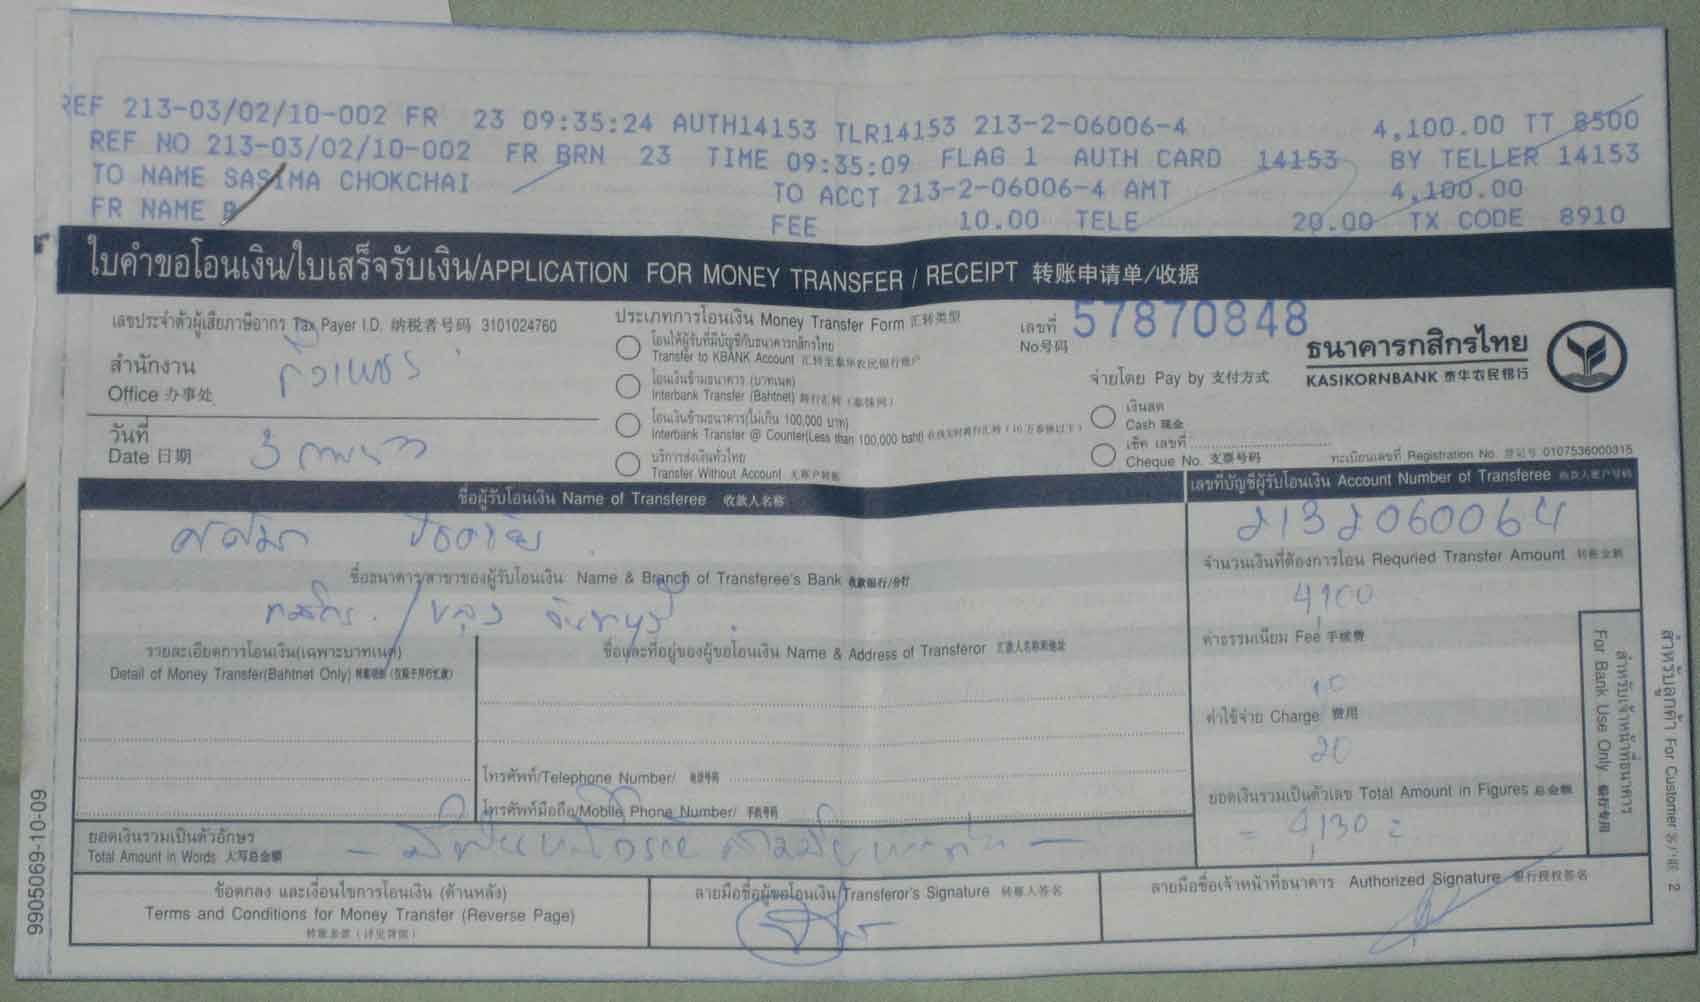 REF 213-03/02/10-002 FR 23 09:35:24 AUTH14153 TLR14153 213-2-06006-4 4,100.00 TT 8500
REF NO 213-03/02/10-002 FR BRN 23 TIME 09:35:09 FLAG 1 AUTH CARD 14153 BY TELLER 14153
TO NAME SASIMA CHOKCHAI TO ACCT 213-2-06006-4 AMT 4,100.00
FR NAME FEE 10.00 TELE 20.00 TX CODE 8910
ใบคำขอโอนเงิน/ใบเสร็จรับเงิน/APPLICATION FOR MONEY TRANSFER / RECEIPT 转账申请单/收据
เลขประจำตัวผู้เสียภาษีอากร Tax Payer I.D. 纳税者号码 3101024760
สำนักงาน
Office 办事处
วันที่
Date 日期 3
ประเภทการโอนเงิน Money Transfer Form 汇转类型
โอนให้ผู้รับที่มีบัญชีกับธนาคารกสิกรไทย
Transfer to KBANK Account 汇转至泰华农民银行账户
โอนเงินข้ามธนาคาร (บาทเนต)
Interbank Transfer (Bahtnet) 跨行汇转 (泰铢网)
โอนเงินข้ามธนาคาร(ไม่เกิน 100,000 บาท)
Interbank Transfer @ Counter(Less than 100,000 baht)
บริการส่งเงินทั่วไทย
Transfer Without Account 无账户转账
เลขที่ 57870848
No号码
ธนาคารกสิกรไทย
KASIKORNBANK 泰华农民银行
จ่ายโดย Pay by 支付方式
เงินสด
Cash 现金
เช็ค เลขที่
Cheque No. 支票号码
ทะเบียนเลขที่ Registration No. 登记号 0107536000315
ชื่อผู้รับโอนเงิน Name of Transferee 收款人名称
เลขที่บัญชีผู้รับโอนเงิน Account Number of Transferee 收款人账户号码
ศศิมา โชคชัย
2132060064
ชื่อธนาคาร/สาขาของผู้รับโอนเงิน Name & Branch of Transferee's Bank 收款银行/分行
กสิกร / ขลุง จันทบุรี
จำนวนเงินที่ต้องการโอน Requried Transfer Amount 转账金额
4,100
รายละเอียดการโอนเงิน(เฉพาะบาทเนต)
Detail of Money Transfer(Bahtnet Only)
ชื่อและที่อยู่ของผู้ขอโอนเงิน Name & Address of Transferor 汇款人名称和地址
ค่าธรรมเนียม Fee 手续费
10
ค่าใช้จ่าย Charge 费用
20
โทรศัพท์/Telephone Number/ 电话号码
โทรศัพท์มือถือ/Mobile Phone Number/ 手机号码
ยอดเงินรวมเป็นตัวเลข Total Amount in Figures 总金额
= 4,130 =
ยอดเงินรวมเป็นตัวอักษร
Total Amount in Words 大写总金额
สำหรับเจ้าหน้าที่ธนาคาร
For Bank Use Only 银行专用
สำหรับลูกค้า For Customer 客户联 2
ข้อตกลง และเงื่อนไขการโอนเงิน (ด้านหลัง)
Terms and Conditions for Money Transfer (Reverse Page)
转账条款 (详见背面)
ลายมือชื่อผู้ขอโอนเงิน/Transferor's Signature 转账人签名
ลายมือชื่อเจ้าหน้าที่ธนาคาร Authorized Signature 银行授权签名
9905069-10-09